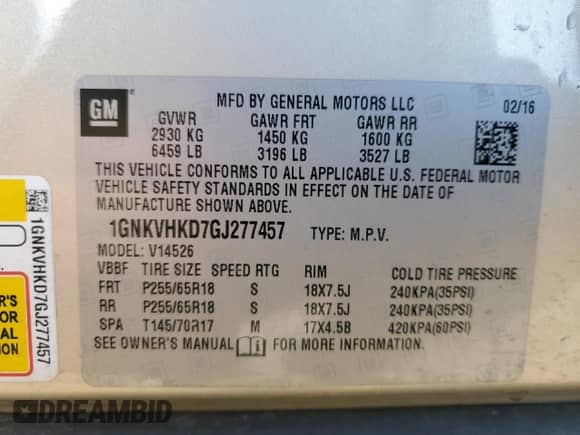 GM
MFD BY GENERAL MOTORS LLC
02/16
GVWR GAWR FRT GAWR RR
2930 KG 1450 KG 1600 KG
6459 LB 3196 LB 3527 LB
THIS VEHICLE CONFORMS TO ALL APPLICABLE U.S. FEDERAL MOTOR
VEHICLE SAFETY STANDARDS IN EFFECT ON THE DATE OF
MANUFACTURE SHOWN ABOVE.
1GNKVHKD7GJ277457 TYPE: M.P.V.
MODEL: V14526
VBBF TIRE SIZE SPEED RTG RIM COLD TIRE PRESSURE
FRT P255/65R18 S 18X7.5J 240KPA(35PSI)
RR P255/65R18 S 18X7.5J 240KPA(35PSI)
SPA T145/70R17 M 17X4.5B 420KPA(60PSI)
SEE OWNER'S MANUAL FOR MORE INFORMATION.
1GNKVHKD7GJ277457
DREAMBID